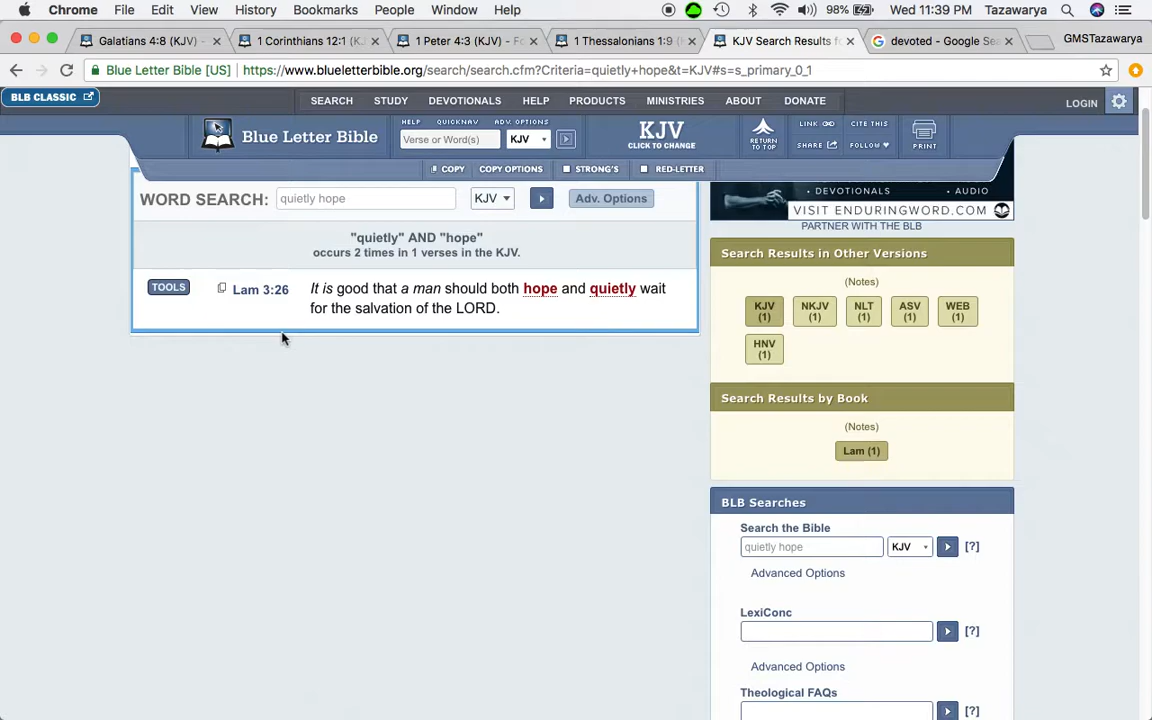 Chrome File Edit View History Bookmarks People Window Help 98% Wed 11:39 PM Tazawarya
Galatians 4:8 (KJV) - × 1 Corinthians 12:1 (KJ × 1 Peter 4:3 (KJV) - Fo × 1 Thessalonians 1:9 (K × KJV Search Results fo × devoted - Google Sea × GMSTazawarya
Blue Letter Bible [US] https://www.blueletterbible.org/search/search.cfm?Criteria=quietly+hope&t=KJV#s=s_primary_0_1
BLB CLASSIC
SEARCH STUDY DEVOTIONALS HELP PRODUCTS MINISTRIES ABOUT DONATE LOGIN
Blue Letter Bible
HELP QUICKNAV ADV. OPTIONS
Verse or Word(s) KJV
KJV
CLICK TO CHANGE
RETURN
TO TOP
LINK CITE THIS
SHARE FOLLOW
PRINT
COPY COPY OPTIONS STRONG'S RED-LETTER
WORD SEARCH: quietly hope KJV Adv. Options
"quietly" AND "hope"
occurs 2 times in 1 verses in the KJV.
TOOLS Lam 3:26 It is good that a man should both hope and quietly wait
for the salvation of the LORD.
• DEVOTIONALS • AUDIO
VISIT ENDURINGWORD.COM
PARTNER WITH THE BLB
Search Results in Other Versions
(Notes)
KJV
(1)
NKJV
(1)
NLT
(1)
ASV
(1)
WEB
(1)
HNV
(1)
Search Results by Book
(Notes)
Lam (1)
BLB Searches
Search the Bible
quietly hope KJV [?]
Advanced Options
LexiConc
[?]
Advanced Options
Theological FAQs
[?]